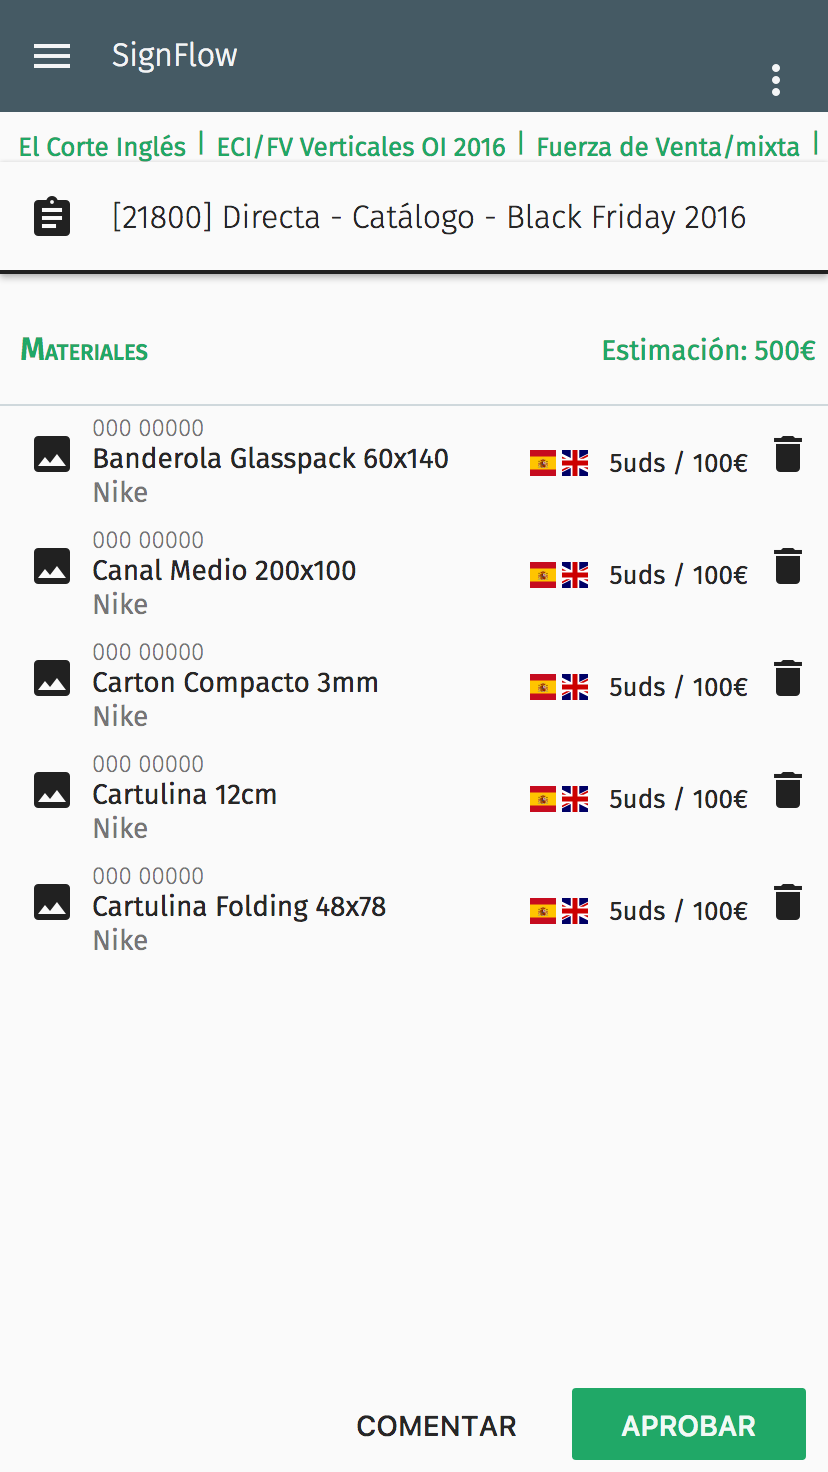 SignFlow
El Corte Inglés | ECI/FV Verticales OI 2016 | Fuerza de Venta/mixta |
[21800] Directa - Catálogo - Black Friday 2016
Materiales Estimación: 500€
000 00000
Banderola Glasspack 60x140 5uds / 100€
Nike
000 00000
Canal Medio 200x100 5uds / 100€
Nike
000 00000
Carton Compacto 3mm 5uds / 100€
Nike
000 00000
Cartulina 12cm 5uds / 100€
Nike
000 00000
Cartulina Folding 48x78 5uds / 100€
Nike
COMENTAR APROBAR